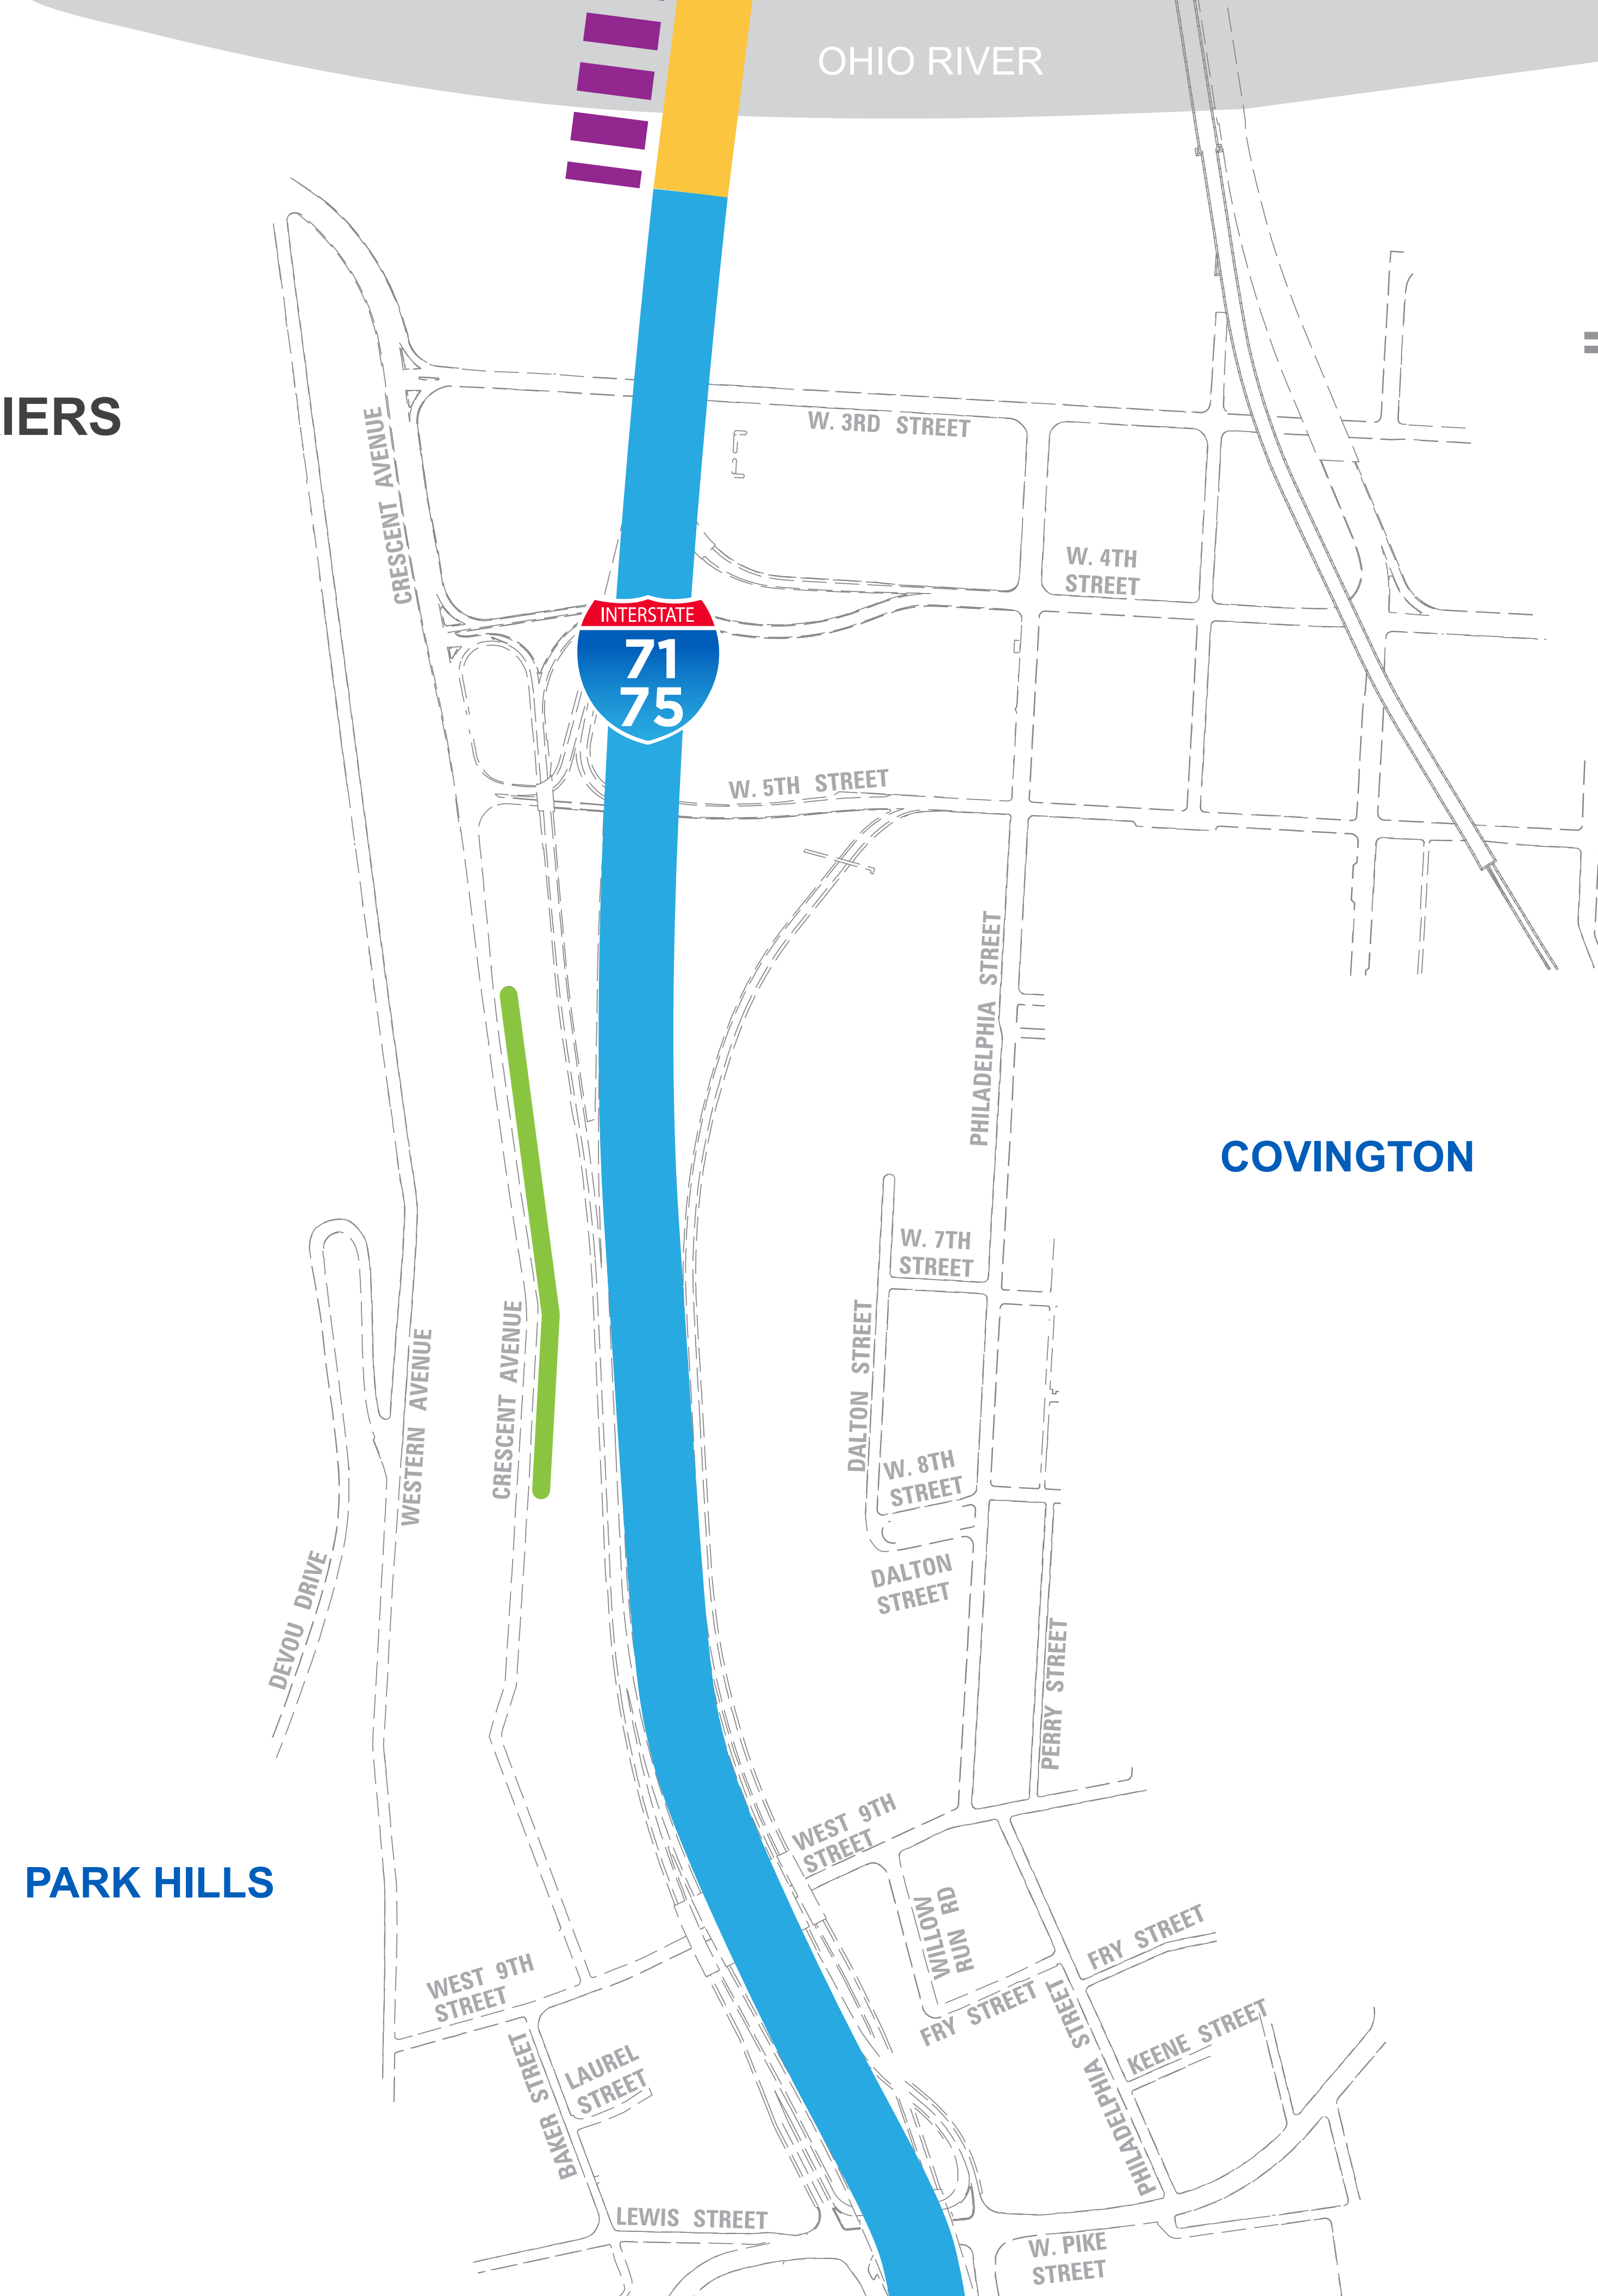 OHIO RIVER
IERS
CRESCENT AVENUE
W. 3RD STREET
W. 4TH
STREET
INTERSTATE
71
75
W. 5TH STREET
PHILADELPHIA STREET
COVINGTON
W. 7TH
STREET
DALTON STREET
CRESCENT AVENUE
WESTERN AVENUE
W. 8TH
STREET
DALTON
STREET
DEVOU DRIVE
PERRY STREET
WEST 9TH
STREET
PARK HILLS
WILLOW
RUN RD
FRY STREET
FRY STREET
WEST 9TH
STREET
KEENE STREET
PHILADELPHIA STREET
BAKER STREET
LAUREL
STREET
LEWIS STREET
W. PIKE
STREET